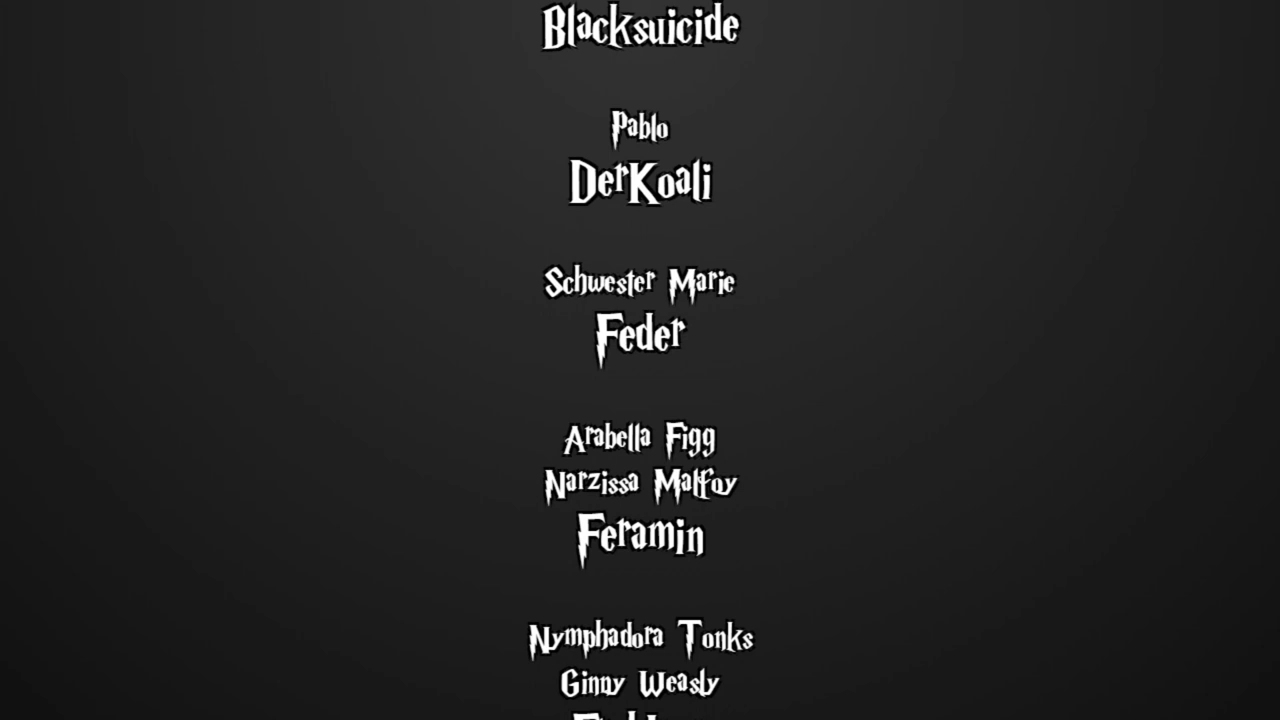 Blacksuicide
Pablo
DerKoali
Schwester Marie
Feder
Arabella Figg
Narzissa Malfoy
Feramin
Nymphadora Tonks
Ginny Weasly